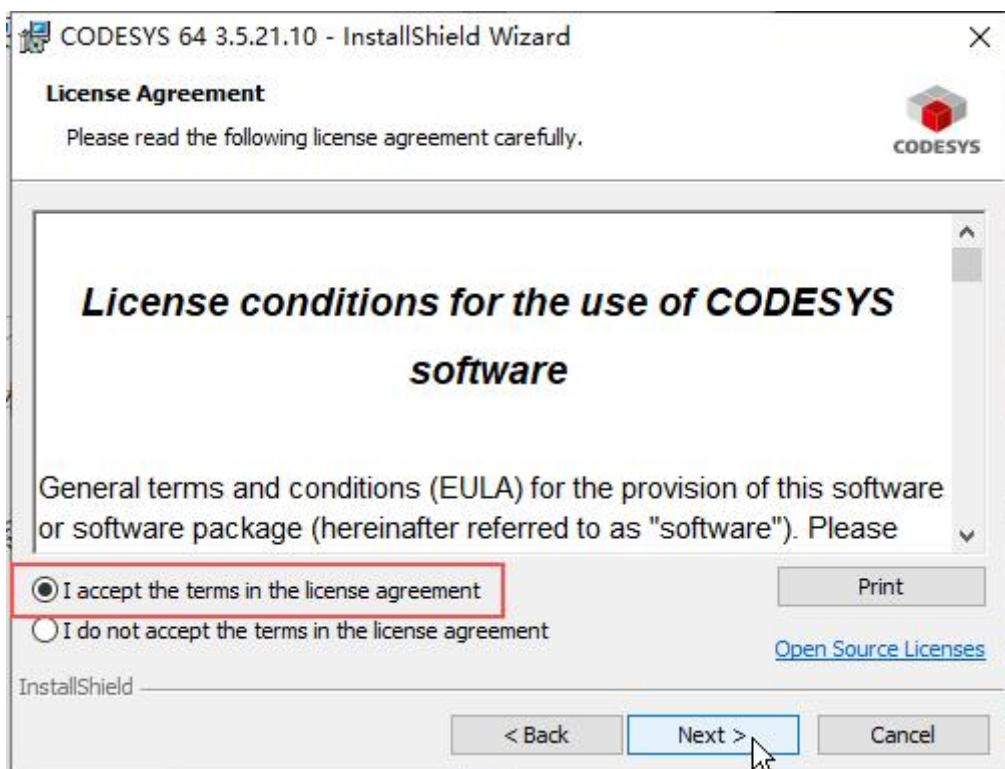 CODESYS 64 3.5.21.10 - InstallShield Wizard
License Agreement
Please read the following license agreement carefully.
CODESYS
License conditions for the use of CODESYS
software
General terms and conditions (EULA) for the provision of this software
or software package (hereinafter referred to as "software"). Please
I accept the terms in the license agreement
Print
I do not accept the terms in the license agreement
Open Source Licenses
InstallShield
< Back
Next >
Cancel